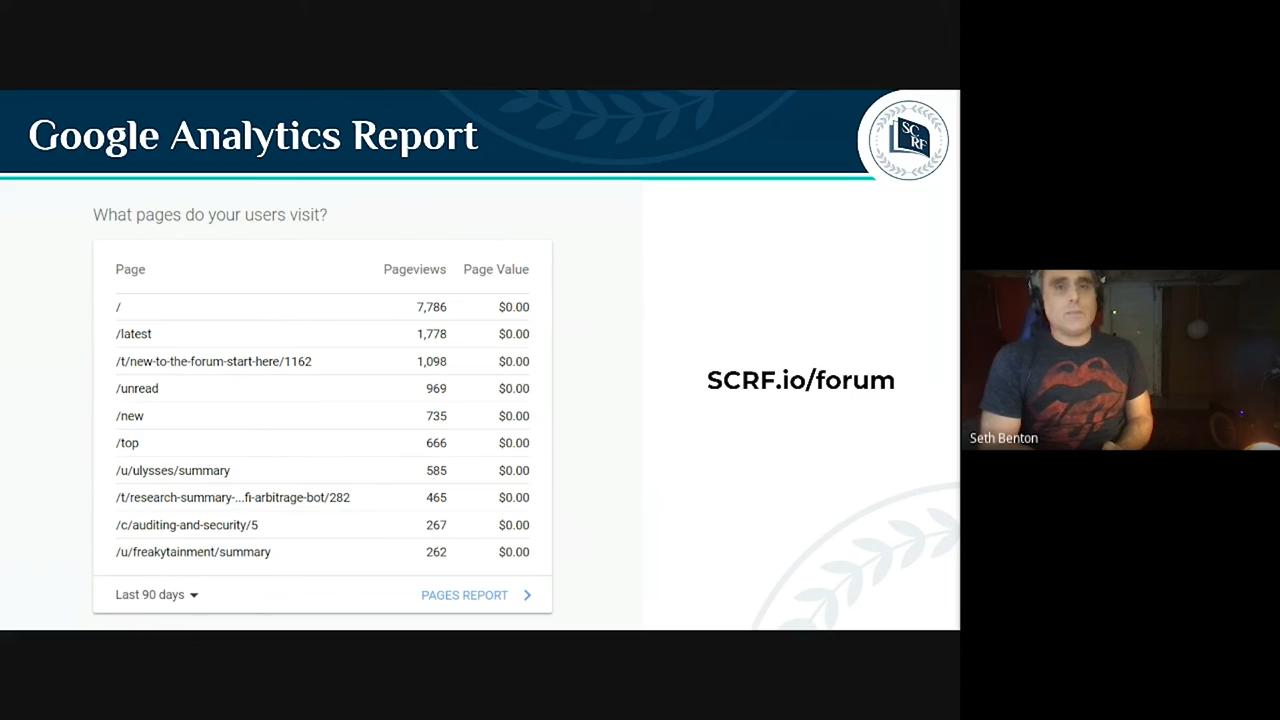 Google Analytics Report
SC
RF
What pages do your users visit?
Page Pageviews Page Value
/ 7,786 $0.00
/latest 1,778 $0.00
/t/new-to-the-forum-start-here/1162 1,098 $0.00
/unread 969 $0.00
/new 735 $0.00
/top 666 $0.00
/u/ulysses/summary 585 $0.00
/t/research-summary-...fi-arbitrage-bot/282 465 $0.00
/c/auditing-and-security/5 267 $0.00
/u/freakytainment/summary 262 $0.00
Last 90 days PAGES REPORT
SCRF.io/forum
Seth Benton